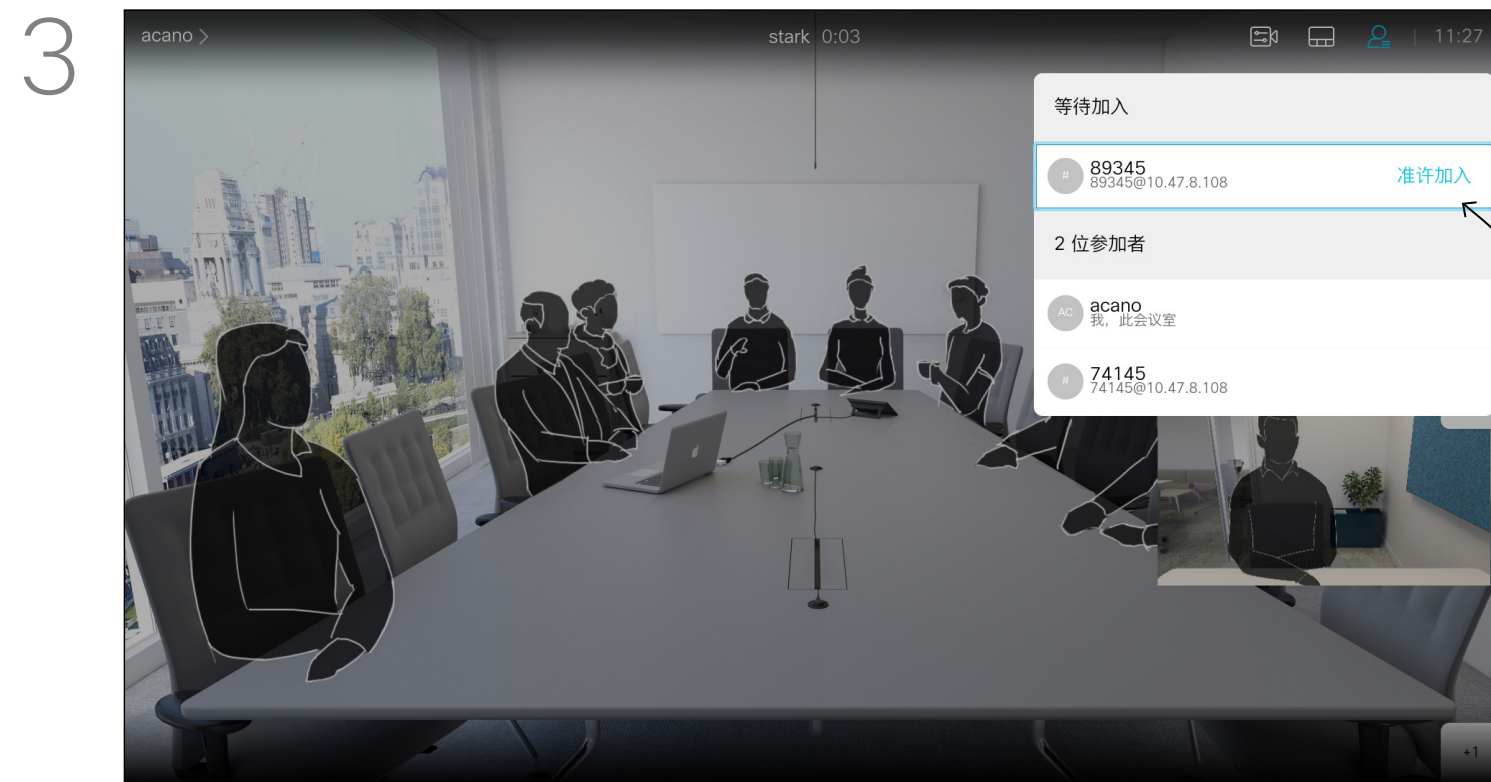 3
acano >
stark 0:03
11:27
等待加入
# 89345 准许加入
89345@10.47.8.108
2 位参加者
AC acano
我，此会议室
# 74145
74145@10.47.8.108
+1